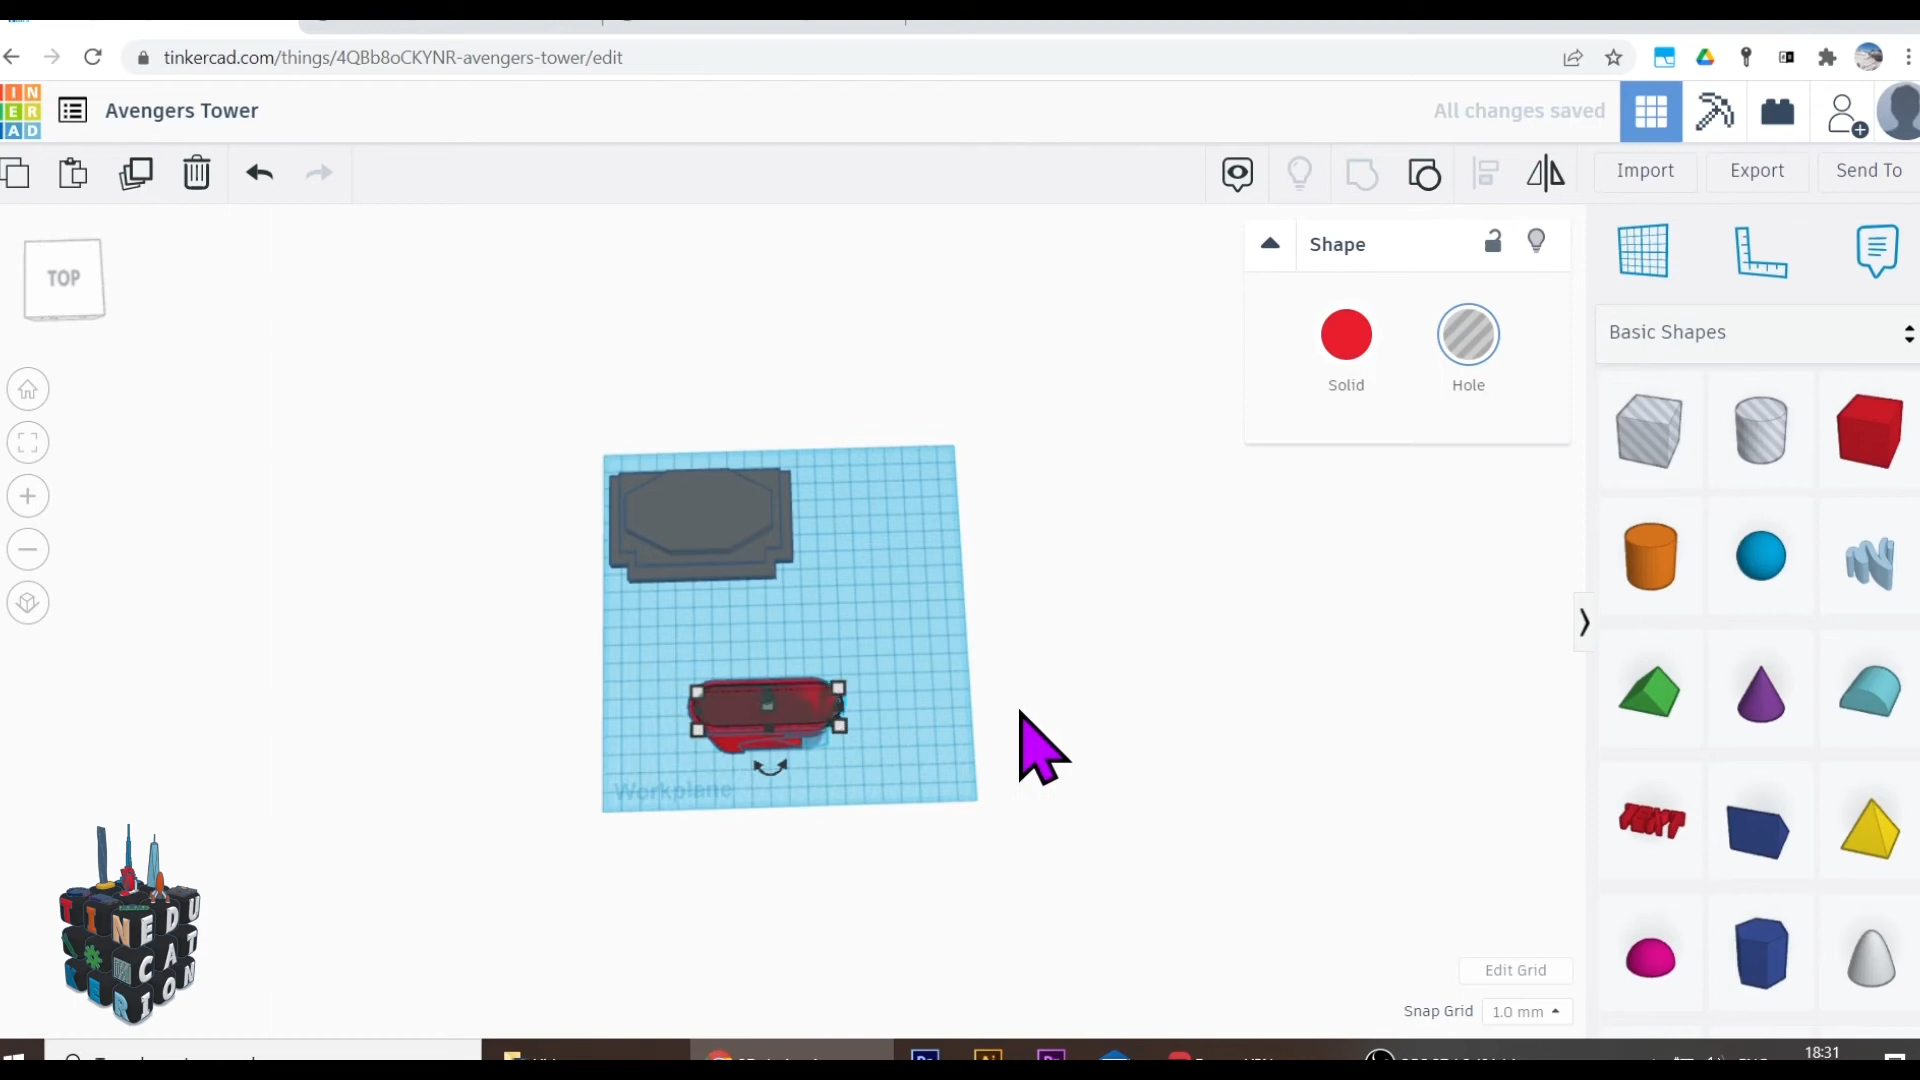 tinkercad.com/things/4QBb8oCKYNR-avengers-tower/edit
Avengers Tower
All changes saved
Import
Export
Send To
TOP
Shape
Solid
Hole
Basic Shapes
TEXT
Workplane
Edit Grid
Snap Grid
1.0 mm
18:31